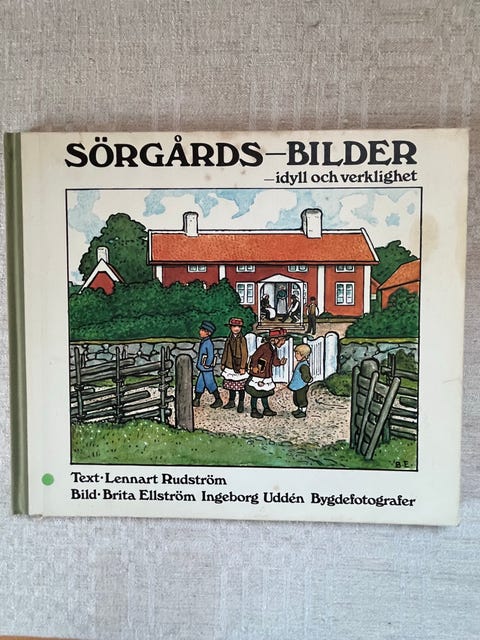 SÖRGÅRDS–BILDER
–idyll och verklighet
B.E.
Text·Lennart Rudström
Bild·Brita Ellström Ingeborg Uddén Bygdefotografer